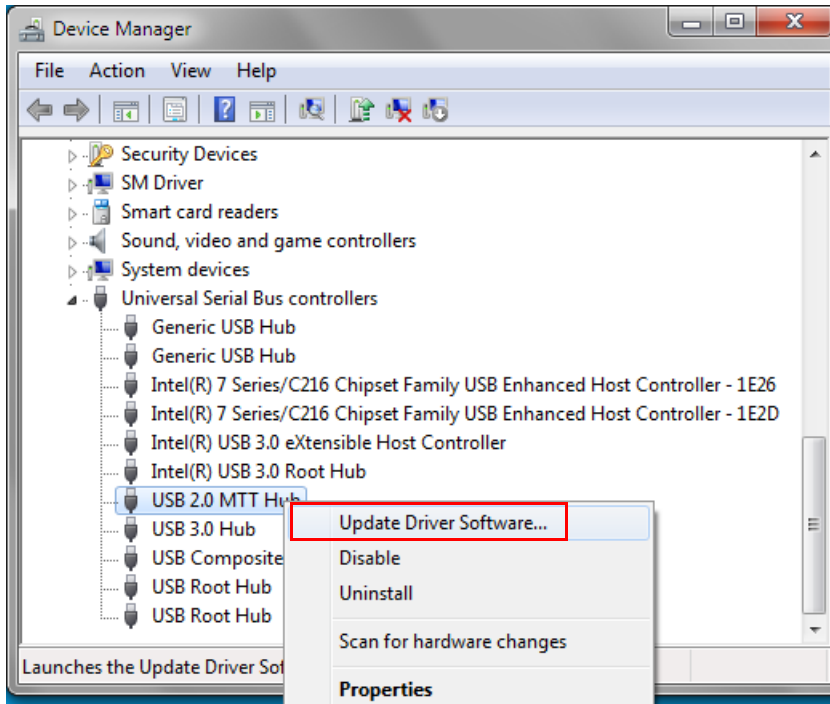 Device Manager
File Action View Help
Security Devices
SM Driver
Smart card readers
Sound, video and game controllers
System devices
Universal Serial Bus controllers
Generic USB Hub
Generic USB Hub
Intel(R) 7 Series/C216 Chipset Family USB Enhanced Host Controller - 1E26
Intel(R) 7 Series/C216 Chipset Family USB Enhanced Host Controller - 1E2D
Intel(R) USB 3.0 eXtensible Host Controller
Intel(R) USB 3.0 Root Hub
USB 2.0 MTT Hub
USB 3.0 Hub
USB Composite
USB Root Hub
USB Root Hub
Update Driver Software...
Disable
Uninstall
Scan for hardware changes
Properties
Launches the Update Driver Sof